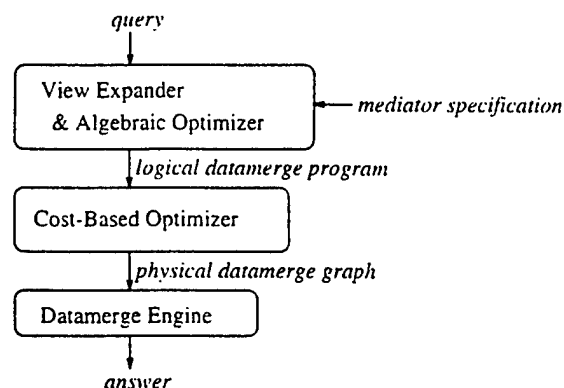 query
View Expander
& Algebraic Optimizer
mediator specification
logical datamerge program
Cost-Based Optimizer
physical datamerge graph
Datamerge Engine
answer